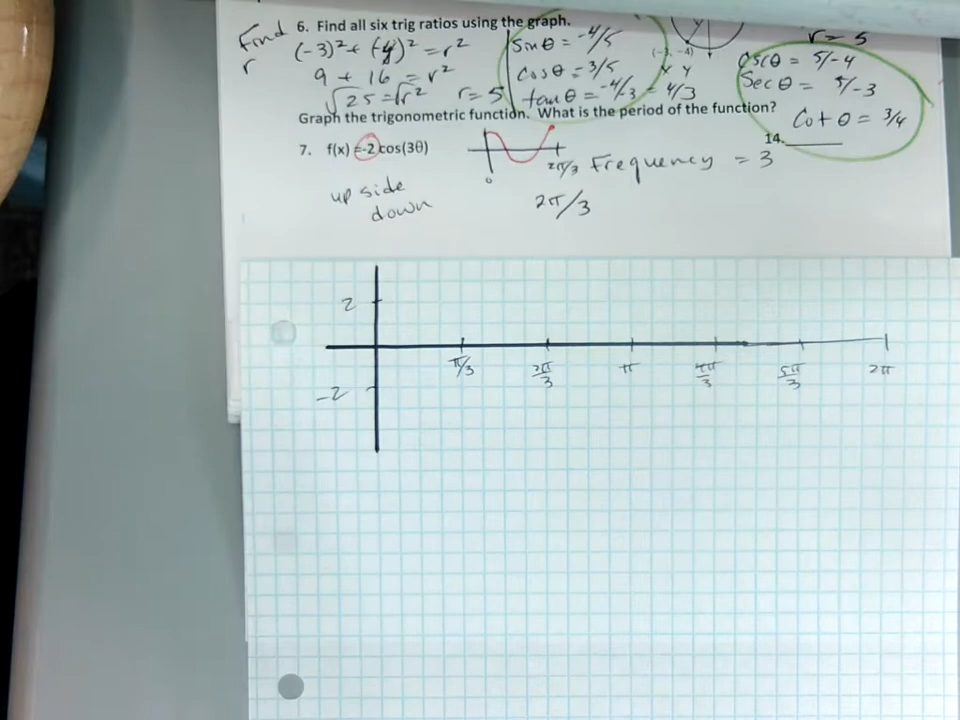 6. Find all six trig ratios using the graph.
Find r
(-3)² + (-4)² = r²
9 + 16 = r²
√25 = √r² r = 5
sin θ = -4/5
cos θ = -3/5
tan θ = -4/-3 = 4/3
(-3, -4)
x y
r = 5
csc θ = 5/-4
Sec θ = 5/-3
Cot θ = 3/4
Graph the trigonometric function. What is the period of the function?
14.______
7. f(x) = -2 cos(3θ)
0
2π/3
Frequency = 3
up side
down
2π/3
2
-2
π/3 2π/3 π 4π/3 5π/3 2π